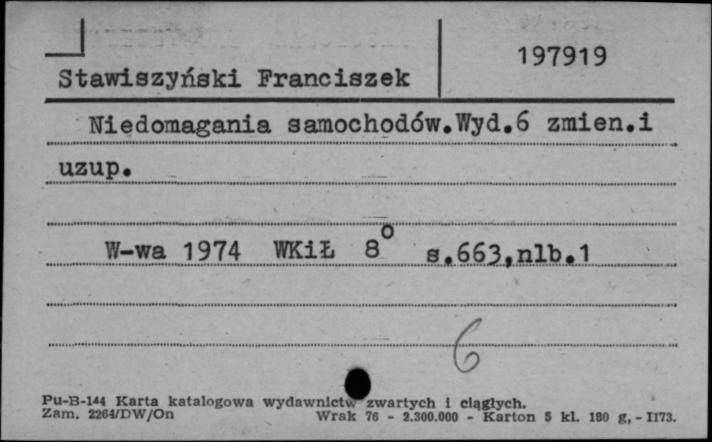 197919
Stawiszyński Franciszek
Niedomagania samochodów.Wyd.6 zmien.i
uzup.
W-wa 1974 WKiŁ 8° s.663,nlb.1
6
Pu-B-144 Karta katalogowa wydawnictw zwartych i ciągłych.
Zam. 2264/DW/On Wrak 76 - 2.300.000 - Karton 5 kl. 180 g, - II73.